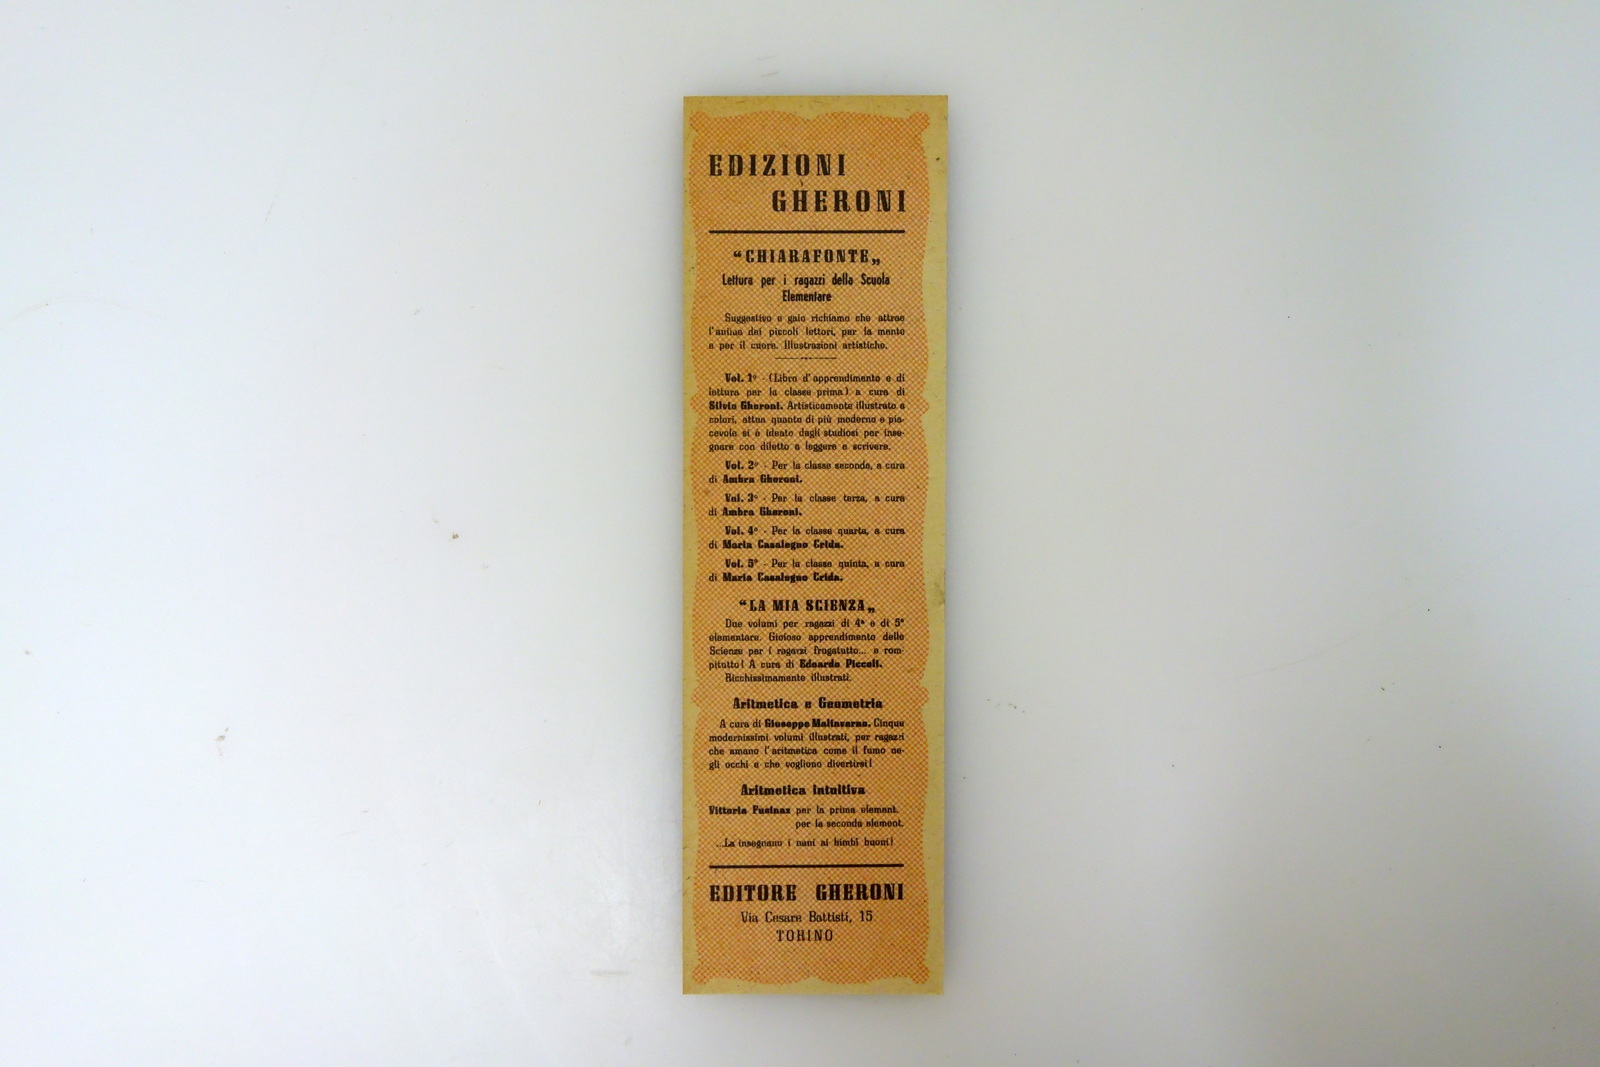 EDIZIONI
GHERONI
“CHIARAFONTE„
Lettura per i ragazzi della Scuola
Elementare
Suggestivo e gaio richiamo che attrae
l'anima dei piccoli lettori, per la mente
e per il cuore. Illustrazioni artistiche.
Vol. 1° - (Libro d'apprendimento e di
lettura per la classe prima) a cura di
Silvio Gheroni. Artisticamente illustrato a
colori, attua quanto di più moderno e pia-
cevole si è ideato dagli studiosi per inse-
gnare con diletto a leggere e scrivere.
Vol. 2° - Per la classe seconda, a cura
di Ambra Gheroni.
Vol. 3° - Per la classe terza, a cura
di Ambra Gheroni.
Vol. 4° - Per la classe quarta, a cura
di Maria Casalegno Crida.
Vol. 5° - Per la classe quinta, a cura
di Maria Casalegno Crida.
“LA MIA SCIENZA„
Due volumi per ragazzi di 4ª e di 5ª
elementare. Gioioso apprendimento delle
Scienze per i ragazzi frugatutto... e rom-
pitutto! A cura di Edoardo Piccoli.
Ricchissimamente illustrati.
Aritmetica e Geometria
A cura di Giuseppe Maltaverno. Cinque
modernissimi volumi illustrati, per ragazzi
che amano l'aritmetica come il fumo ne-
gli occhi e che vogliono divertirsi!
Aritmetica intuitiva
Vittoria Fusinaz per la prima element.
per la seconda element.
...La insegnano i nani ai bimbi buoni!
EDITORE GHERONI
Via Cesare Battisti, 15
TORINO